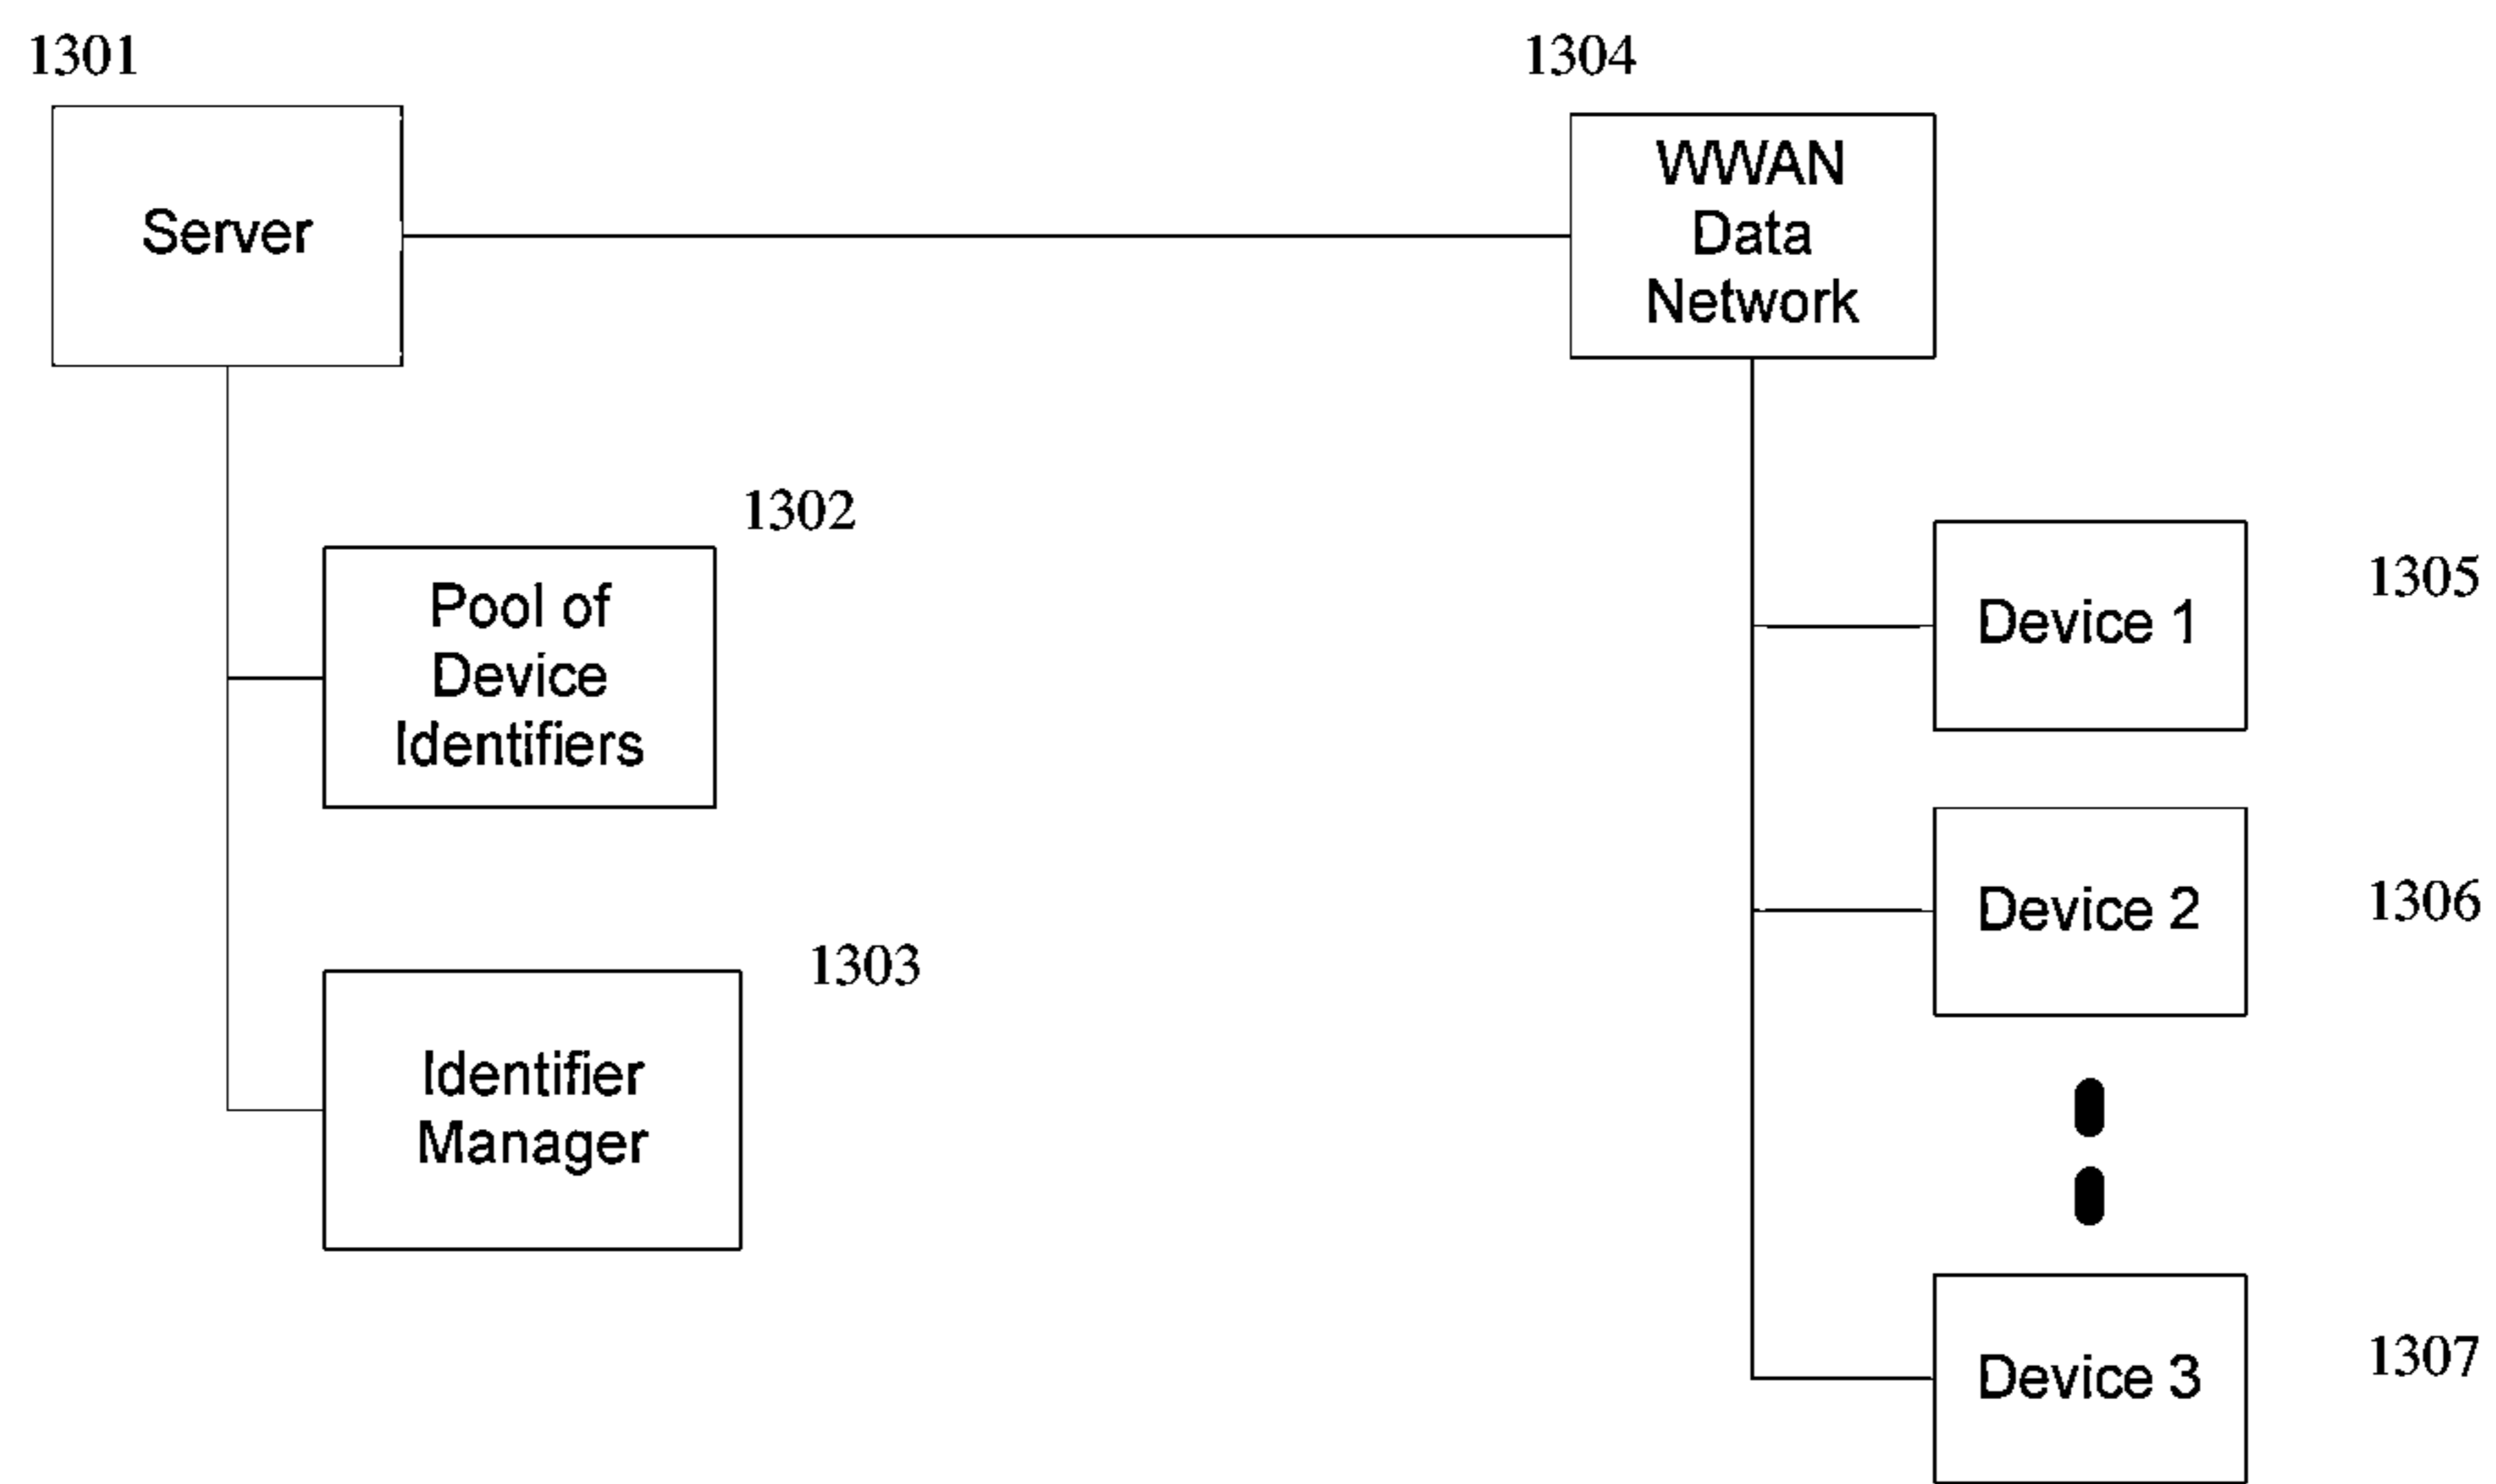 1301
1304
Server
WWAN
Data
Network
1302
Pool of
Device
Identifiers
1303
Identifier
Manager
Device 1
1305
Device 2
1306
Device 3
1307